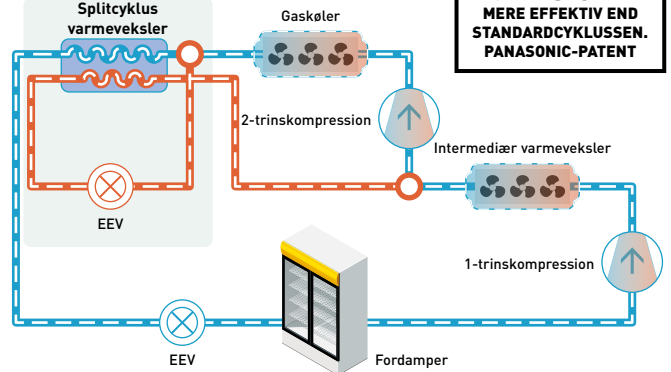 Splitcyklus
varmeveksler
Gaskøler
MERE EFFEKTIV END
STANDARDCYKLUSSEN.
PANASONIC-PATENT
2-trinskompression
Intermediær varmeveksler
EEV
1-trinskompression
EEV
Fordamper